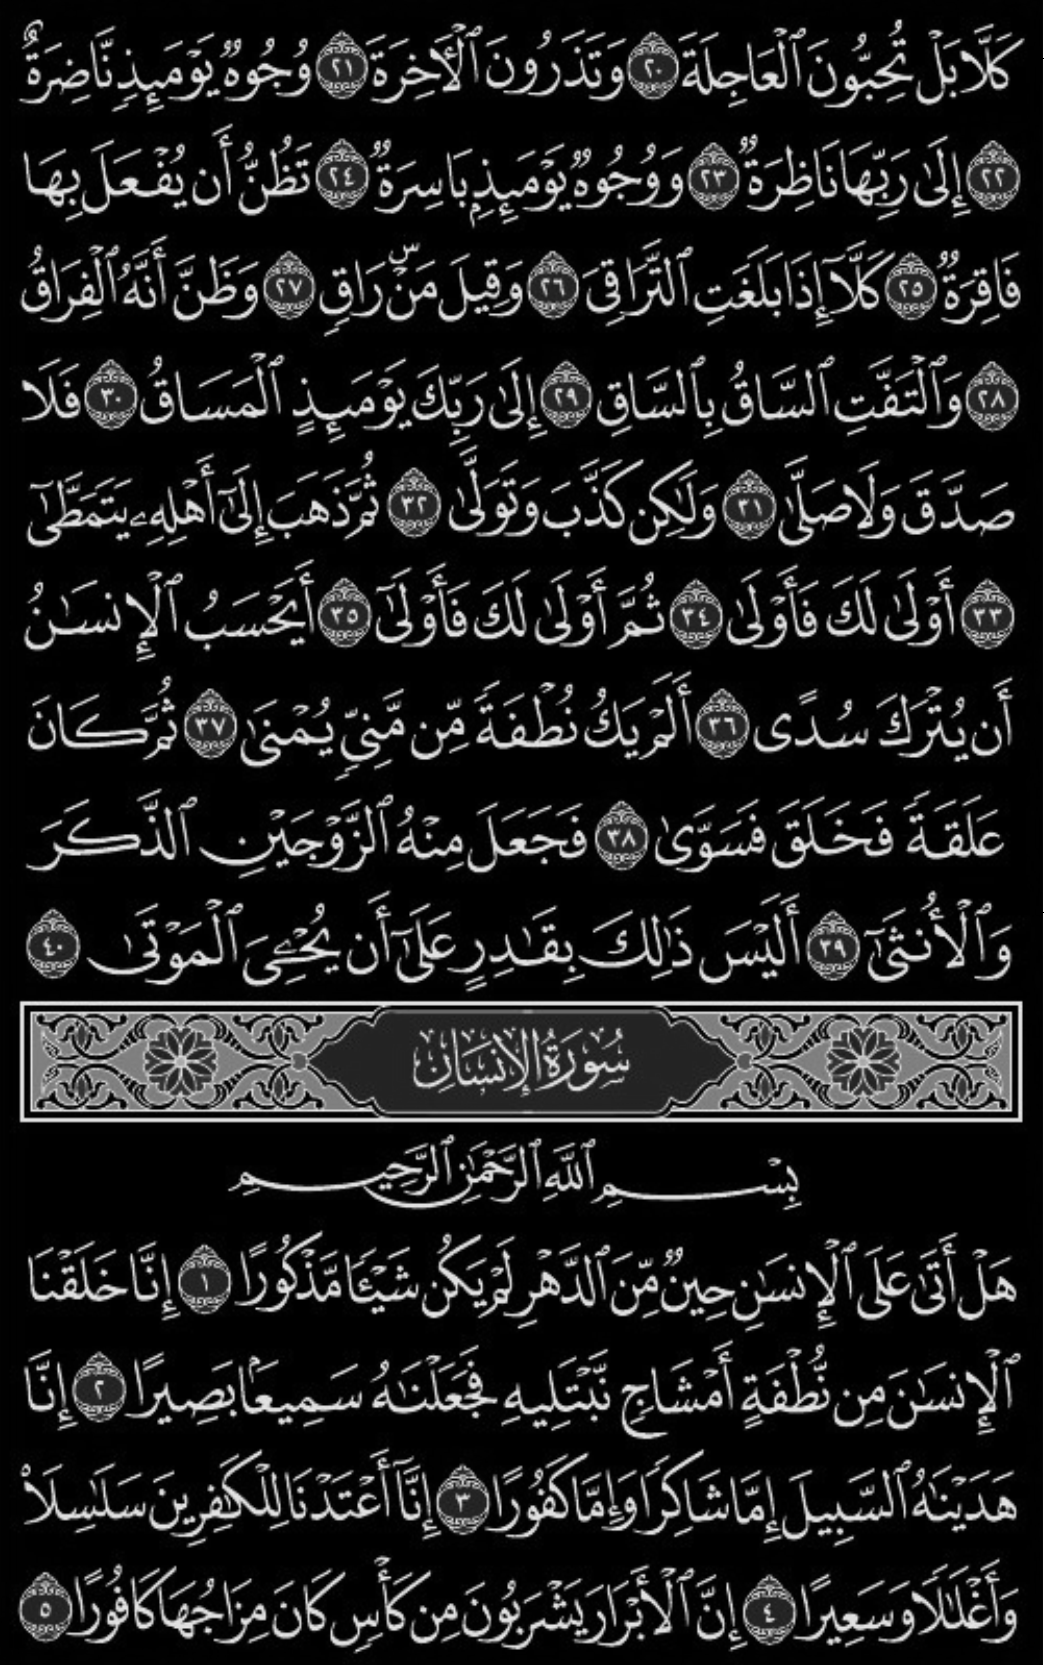 كَلَّا بَلْ تُحِبُّونَ ٱلْعَاجِلَةَ ٢٠ وَتَذَرُونَ ٱلْأَخِرَةَ ٢١ وُجُوهٌ يَوْمَئِذٍ نَّاضِرَةٌ
٢٢ إِلَىٰ رَبِّهَا نَاظِرَةٌ ٢٣ وَوُجُوهٌ يَوْمَئِذٍۭ بَاسِرَةٌ ٢٤ تَظُنُّ أَن يُفْعَلَ بِهَا
فَاقِرَةٌ ٢٥ كَلَّآ إِذَا بَلَغَتِ ٱلتَّرَاقِىَ ٢٦ وَقِيلَ مَنْۜ رَاقٍ ٢٧ وَظَنَّ أَنَّهُ ٱلْفِرَاقُ
٢٨ وَٱلْتَفَّتِ ٱلسَّاقُ بِٱلسَّاقِ ٢٩ إِلَىٰ رَبِّكَ يَوْمَئِذٍ ٱلْمَسَاقُ ٣٠ فَلَا
صَدَّقَ وَلَا صَلَّىٰ ٣١ وَلَٰكِن كَذَّبَ وَتَوَلَّىٰ ٣٢ ثُمَّ ذَهَبَ إِلَىٰٓ أَهْلِهِۦ يَتَمَطَّىٰٓ
٣٣ أَوْلَىٰ لَكَ فَأَوْلَىٰ ٣٤ ثُمَّ أَوْلَىٰ لَكَ فَأَوْلَىٰٓ ٣٥ أَيَحْسَبُ ٱلْإِنسَٰنُ
أَن يُتْرَكَ سُدًى ٣٦ أَلَمْ يَكُ نُطْفَةً مِّن مَّنِىٍّ يُمْنَىٰ ٣٧ ثُمَّ كَانَ
عَلَقَةً فَخَلَقَ فَسَوَّىٰ ٣٨ فَجَعَلَ مِنْهُ ٱلزَّوْجَيْنِ ٱلذَّكَرَ
وَٱلْأُنثَىٰٓ ٣٩ أَلَيْسَ ذَٰلِكَ بِقَٰدِرٍ عَلَىٰٓ أَن يُحْۦِىَ ٱلْمَوْتَىٰ ٤٠
سُورَةُ الإِنسَانِ
بِسْمِ ٱللَّهِ ٱلرَّحْمَٰنِ ٱلرَّحِيمِ
هَلْ أَتَىٰ عَلَى ٱلْإِنسَٰنِ حِينٌ مِّنَ ٱلدَّهْرِ لَمْ يَكُن شَيْـًٔا مَّذْكُورًا ١ إِنَّا خَلَقْنَا
ٱلْإِنسَٰنَ مِن نُّطْفَةٍ أَمْشَاجٍ نَّبْتَلِيهِ فَجَعَلْنَٰهُ سَمِيعًۢا بَصِيرًا ٢ إِنَّا
هَدَيْنَٰهُ ٱلسَّبِيلَ إِمَّا شَاكِرًا وَإِمَّا كَفُورًا ٣ إِنَّآ أَعْتَدْنَا لِلْكَٰفِرِينَ سَلَٰسِلَا۟
وَأَغْلَٰلًا وَسَعِيرًا ٤ إِنَّ ٱلْأَبْرَارَ يَشْرَبُونَ مِن كَأْسٍ كَانَ مِزَاجُهَا كَافُورًا ٥